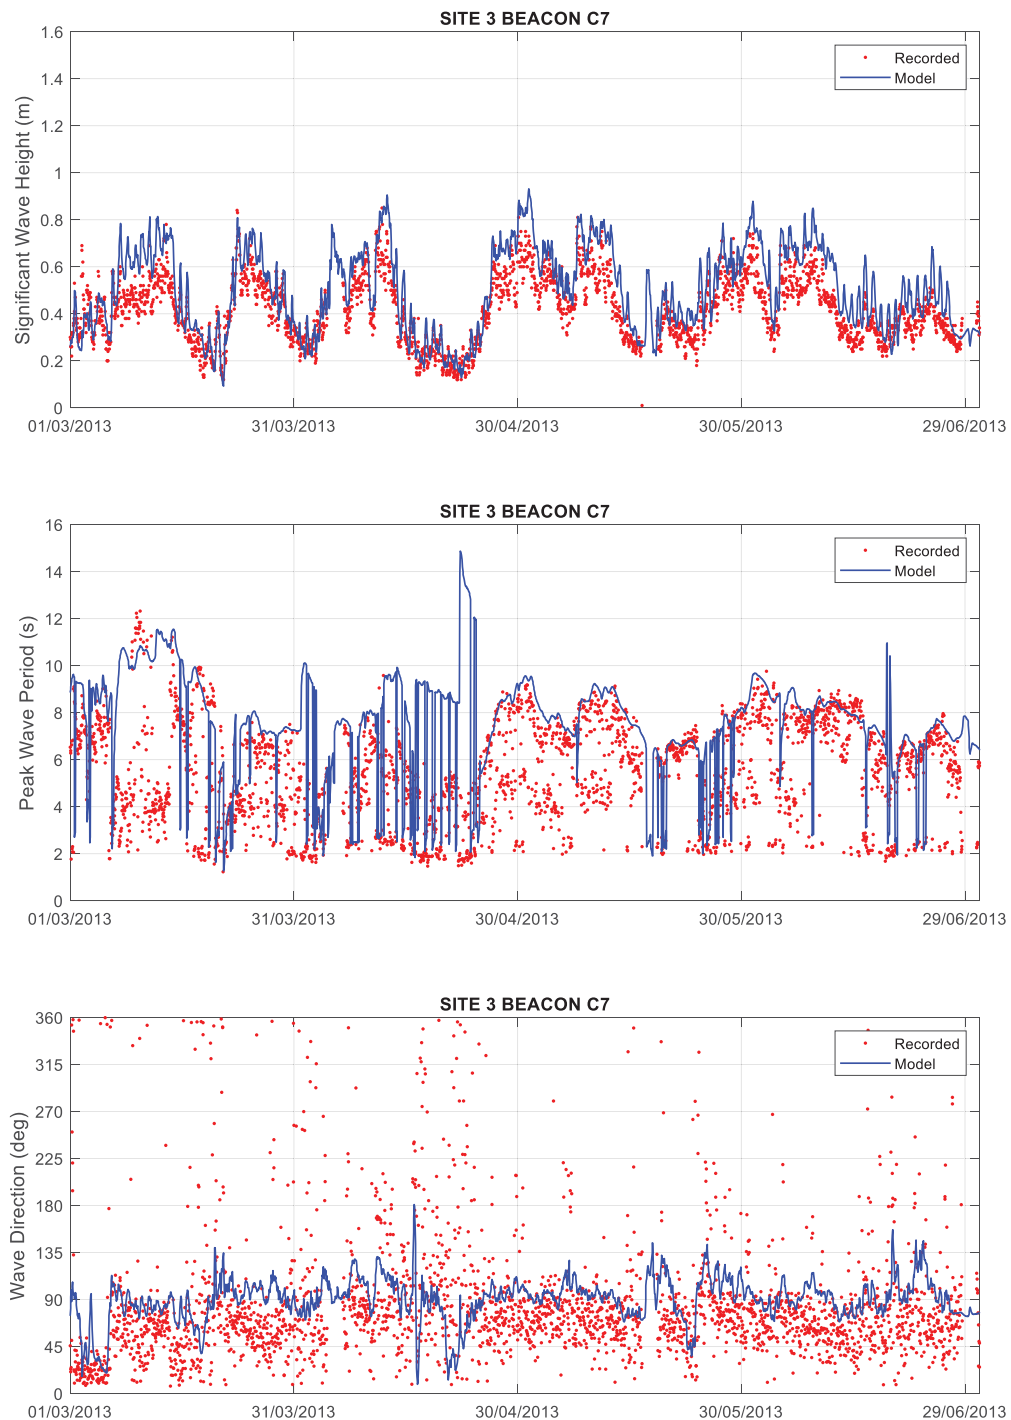 SITE 3 BEACON C7
1.6
1.4
1.2
1
0.8
0.6
0.4
0.2
0
Significant Wave Height (m)
Recorded
Model
01/03/2013 31/03/2013 30/04/2013 30/05/2013 29/06/2013
SITE 3 BEACON C7
16
14
12
10
8
6
4
2
0
Peak Wave Period (s)
Recorded
Model
01/03/2013 31/03/2013 30/04/2013 30/05/2013 29/06/2013
SITE 3 BEACON C7
360
315
270
225
180
135
90
45
0
Wave Direction (deg)
Recorded
Model
01/03/2013 31/03/2013 30/04/2013 30/05/2013 29/06/2013